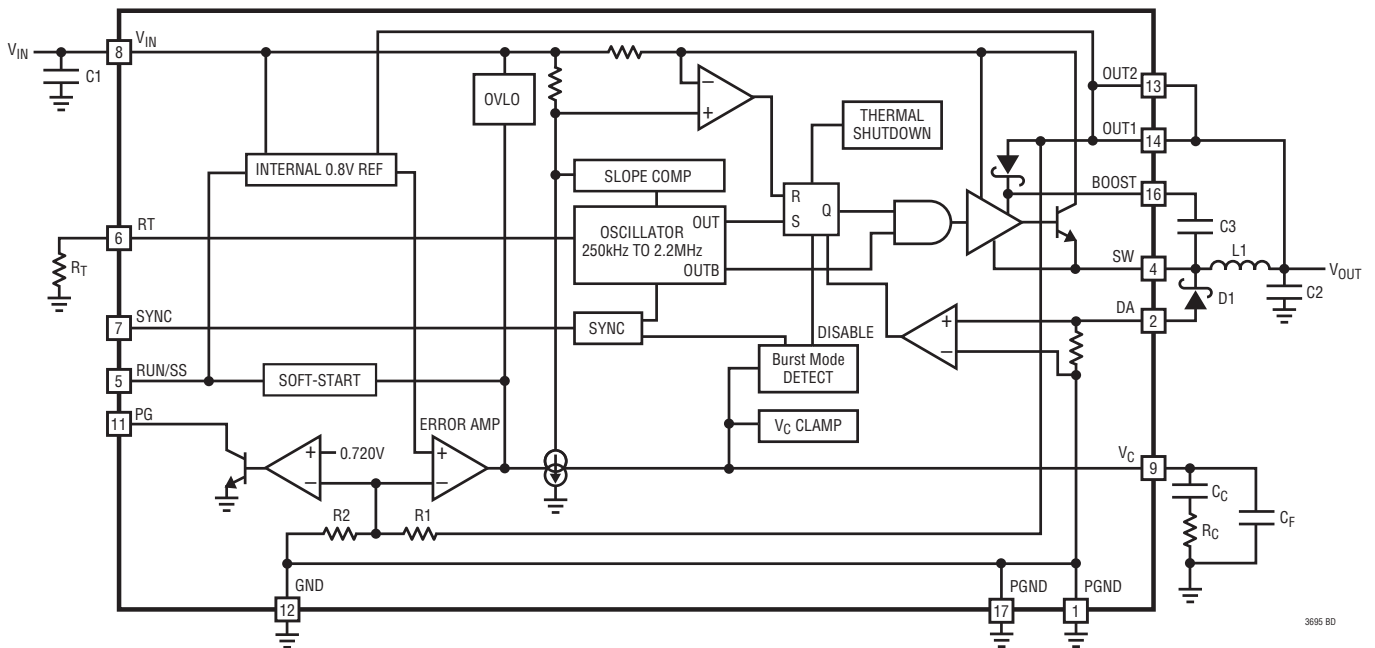 VIN
C1
8
VIN
OVLO
−
+
THERMAL
SHUTDOWN
OUT2
13
OUT1
14
INTERNAL 0.8V REF
SLOPE COMP
R
S
Q
BOOST
16
C3
RT
6
RT
OSCILLATOR
250kHz TO 2.2MHz
OUT
OUTB
SW
4
L1
VOUT
C2
D1
DA
2
SYNC
7
SYNC
DISABLE
+
−
Burst Mode
DETECT
RUN/SS
5
SOFT-START
PG
11
ERROR AMP
VC CLAMP
+
0.720V
−
+
−
VC
9
CC
RC
CF
R2
R1
GND
12
PGND
17
PGND
1
3695 BD